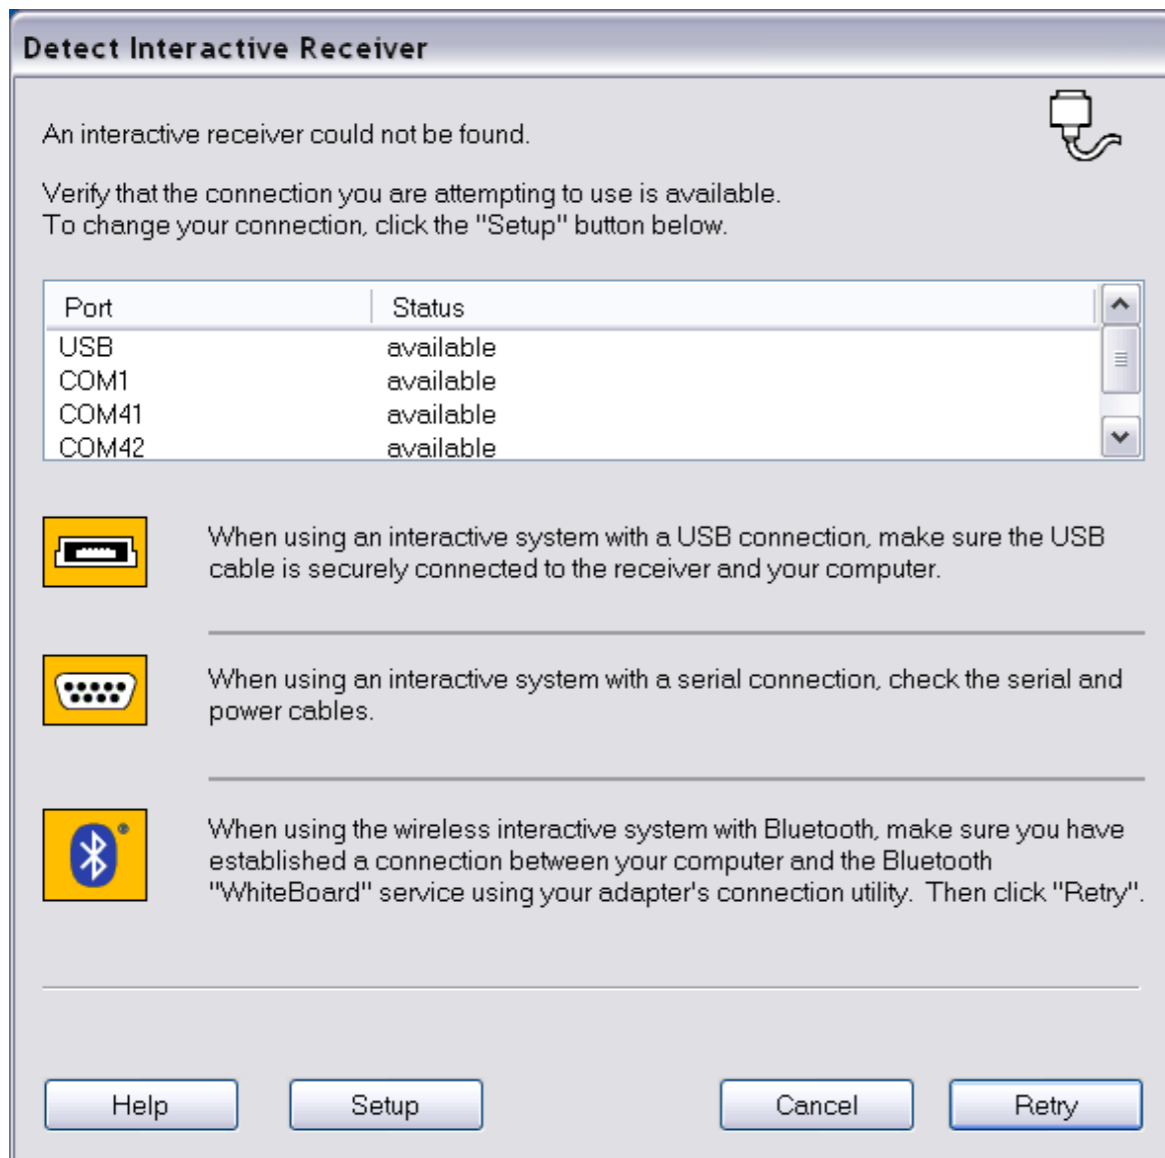 Detect Interactive Receiver
An interactive receiver could not be found.
Verify that the connection you are attempting to use is available.
To change your connection, click the "Setup" button below.
Port Status
USB available
COM1 available
COM41 available
COM42 available
When using an interactive system with a USB connection, make sure the USB
cable is securely connected to the receiver and your computer.
When using an interactive system with a serial connection, check the serial and
power cables.
When using the wireless interactive system with Bluetooth, make sure you have
established a connection between your computer and the Bluetooth
"WhiteBoard" service using your adapter's connection utility.  Then click "Retry".
Help Setup Cancel Retry